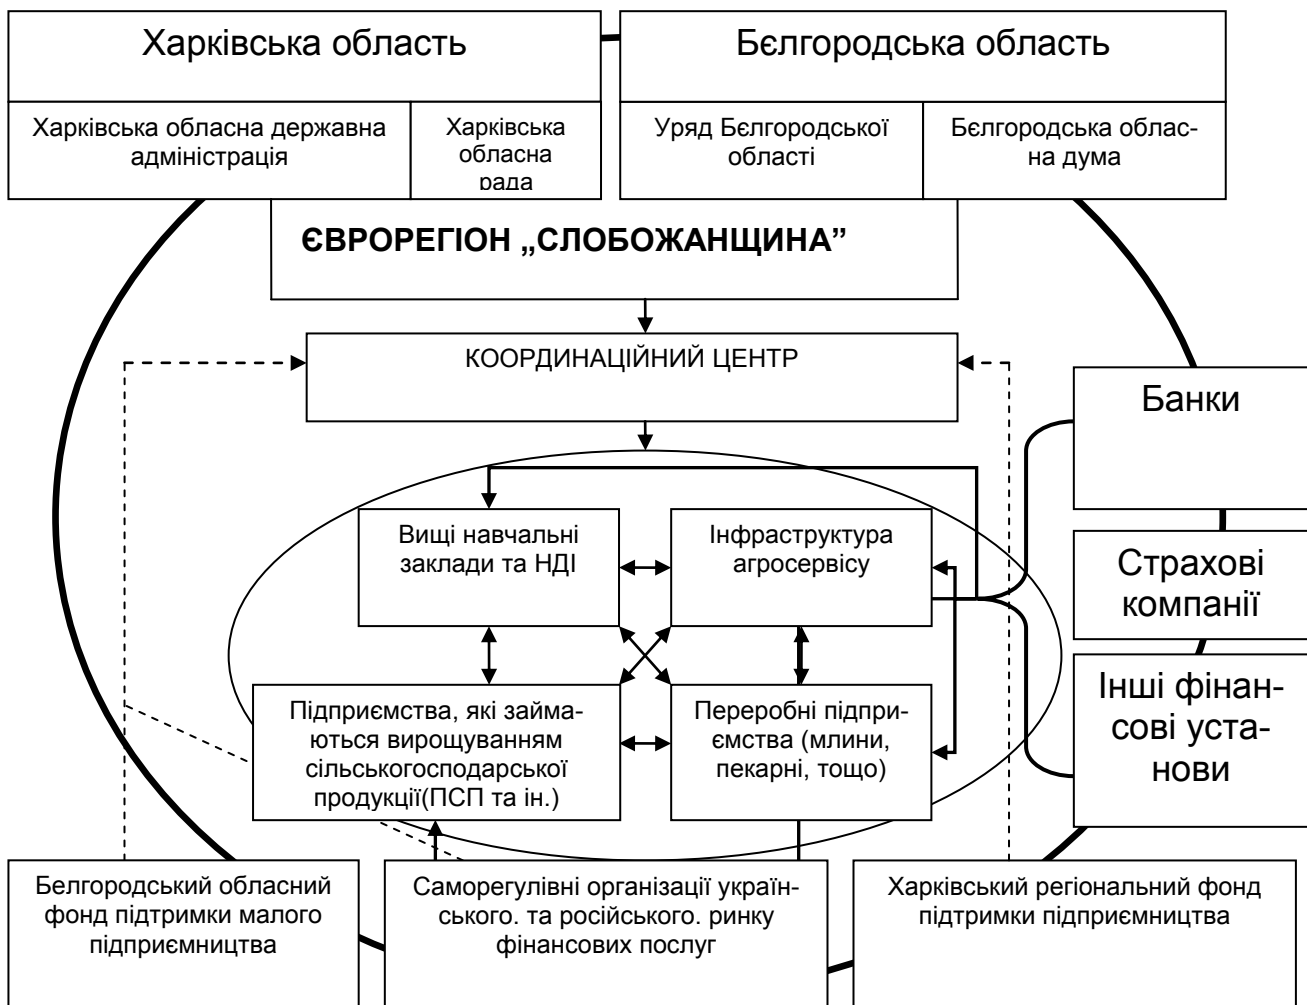 Харківська область
Бєлгородська область
Харківська обласна державна
адміністрація
Харківська
обласна
рада
Уряд Бєлгородської
області
Бєлгородська облас-
на дума
ЄВРОРЕГІОН „СЛОБОЖАНЩИНА”
КООРДИНАЦІЙНИЙ ЦЕНТР
Банки
Страхові
компанії
Інші фінан-
сові уста-
нови
Вищі навчальні
заклади та НДІ
Інфраструктура
агросервісу
Підприємства, які займа-
ються вирощуванням
сільськогосподарської
продукції(ПСП та ін.)
Переробні підпри-
ємства (млини,
пекарні, тощо)
Белгородський обласний
фонд підтримки малого
підприємництва
Саморегулівні організації україн-
ського. та російського. ринку
фінансових послуг
Харківський регіональний фонд
підтримки підприємництва